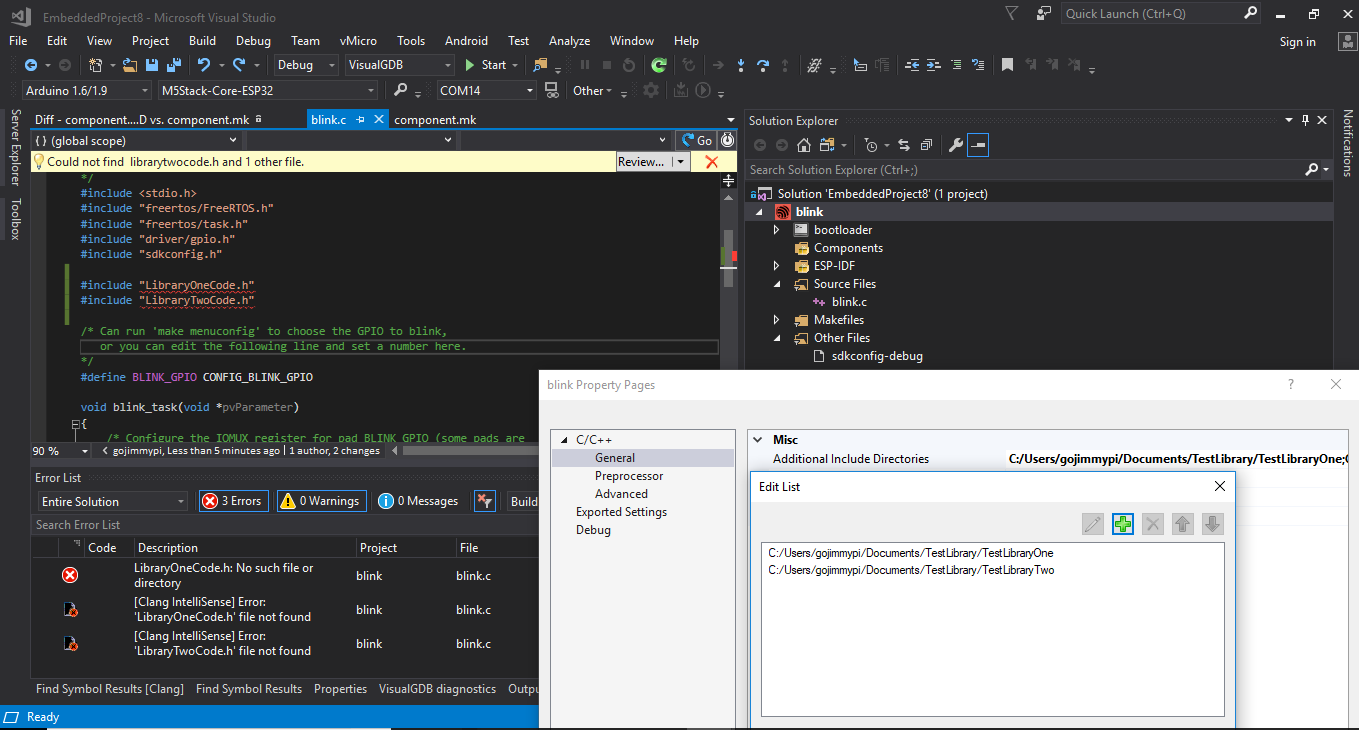 EmbeddedProject8 - Microsoft Visual Studio
Quick Launch (Ctrl+Q)
File Edit View Project Build Debug Team vMicro Tools Android Test Analyze Window Help
Sign in
Debug VisualGDB Start
Arduino 1.6/1.9 M5Stack-Core-ESP32 COM14 Other
Server Explorer
Toolbox
Diff - component....D vs. component.mk blink.c component.mk
{ } (global scope) Go
Could not find librarytwocode.h and 1 other file. Review...
*/
#include <stdio.h>
#include "freertos/FreeRTOS.h"
#include "freertos/task.h"
#include "driver/gpio.h"
#include "sdkconfig.h"
#include "LibraryOneCode.h"
#include "LibraryTwoCode.h"
/* Can run 'make menuconfig' to choose the GPIO to blink,
or you can edit the following line and set a number here.
*/
#define BLINK_GPIO CONFIG_BLINK_GPIO
void blink_task(void *pvParameter)
{
/* Configure the IOMUX register for pad BLINK_GPIO (some pads are
90 % gojimmypi, Less than 5 minutes ago | 1 author, 2 changes
Solution Explorer
Search Solution Explorer (Ctrl+;)
Solution 'EmbeddedProject8' (1 project)
blink
bootloader
Components
ESP-IDF
Source Files
blink.c
Makefiles
Other Files
sdkconfig-debug
Notifications
Error List
Entire Solution 3 Errors 0 Warnings 0 Messages Build
Search Error List
Code Description Project File
LibraryOneCode.h: No such file or
directory blink blink.c
[Clang IntelliSense] Error:
'LibraryOneCode.h' file not found blink blink.c
[Clang IntelliSense] Error:
'LibraryTwoCode.h' file not found blink blink.c
Find Symbol Results [Clang] Find Symbol Results Properties VisualGDB diagnostics Outpu
Ready
blink Property Pages ?
C/C++
General
Preprocessor
Advanced
Exported Settings
Debug
Misc
Additional Include Directories C:/Users/gojimmypi/Documents/TestLibrary/TestLibraryOne;
Edit List
C:/Users/gojimmypi/Documents/TestLibrary/TestLibraryOne
C:/Users/gojimmypi/Documents/TestLibrary/TestLibraryTwo